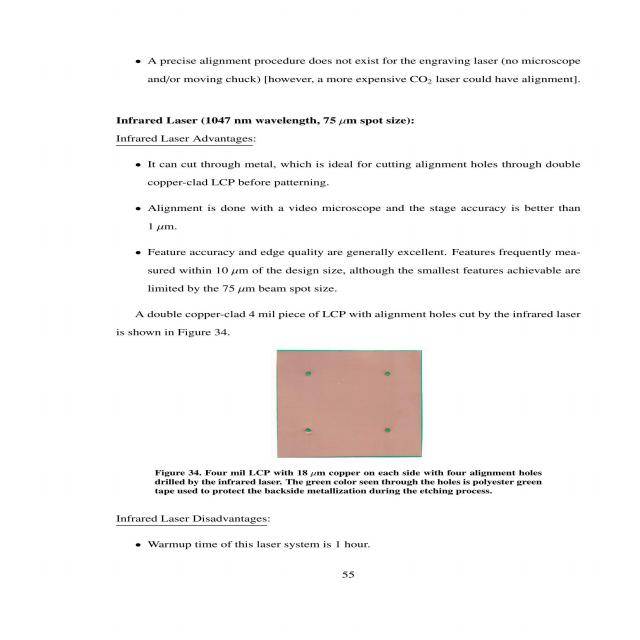 • A precise alignment procedure does not exist for the engraving laser (no microscope
and/or moving chuck) [however, a more expensive CO₂ laser could have alignment].
Infrared Laser (1047 nm wavelength, 75 μm spot size):
Infrared Laser Advantages:
• It can cut through metal, which is ideal for cutting alignment holes through double
copper-clad LCP before patterning.
• Alignment is done with a video microscope and the stage accuracy is better than
1 μm.
• Feature accuracy and edge quality are generally excellent. Features frequently mea-
sured within 10 μm of the design size, although the smallest features achievable are
limited by the 75 μm beam spot size.
A double copper-clad 4 mil piece of LCP with alignment holes cut by the infrared laser
is shown in Figure 34.
Figure 34. Four mil LCP with 18 μm copper on each side with four alignment holes
drilled by the infrared laser. The green color seen through the holes is polyester green
tape used to protect the backside metallization during the etching process.
Infrared Laser Disadvantages:
• Warmup time of this laser system is 1 hour.
55